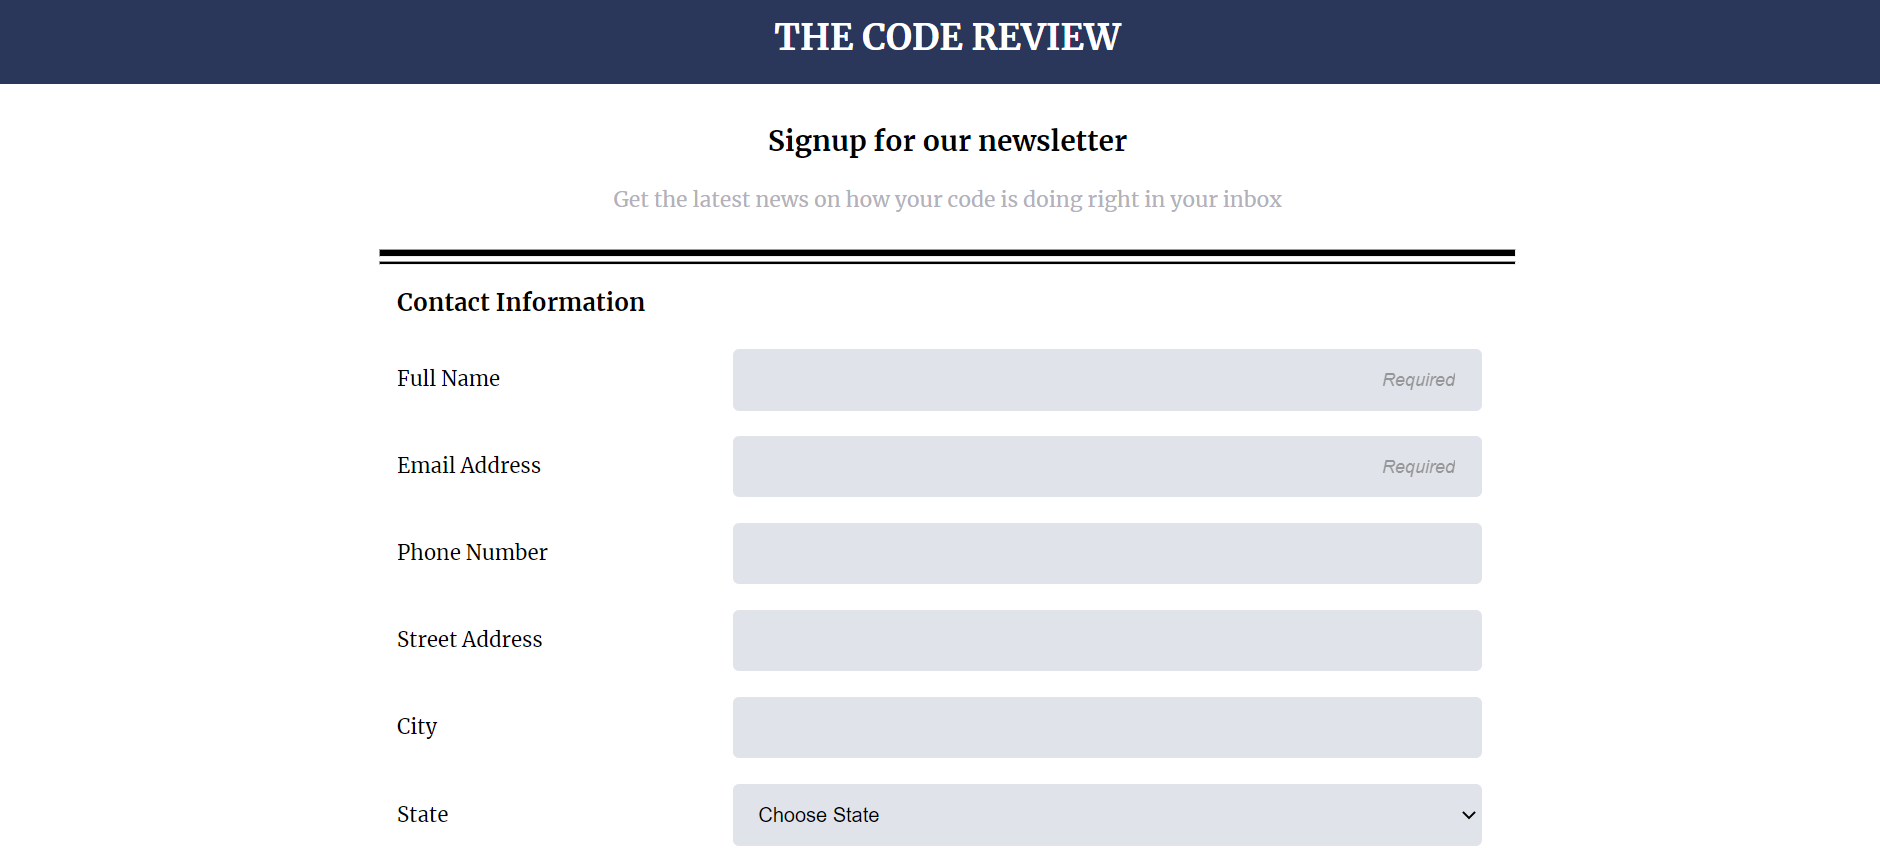 THE CODE REVIEW
Signup for our newsletter
Get the latest news on how your code is doing right in your inbox
Contact Information
Full Name
Required
Email Address
Required
Phone Number
Street Address
City
State
Choose State